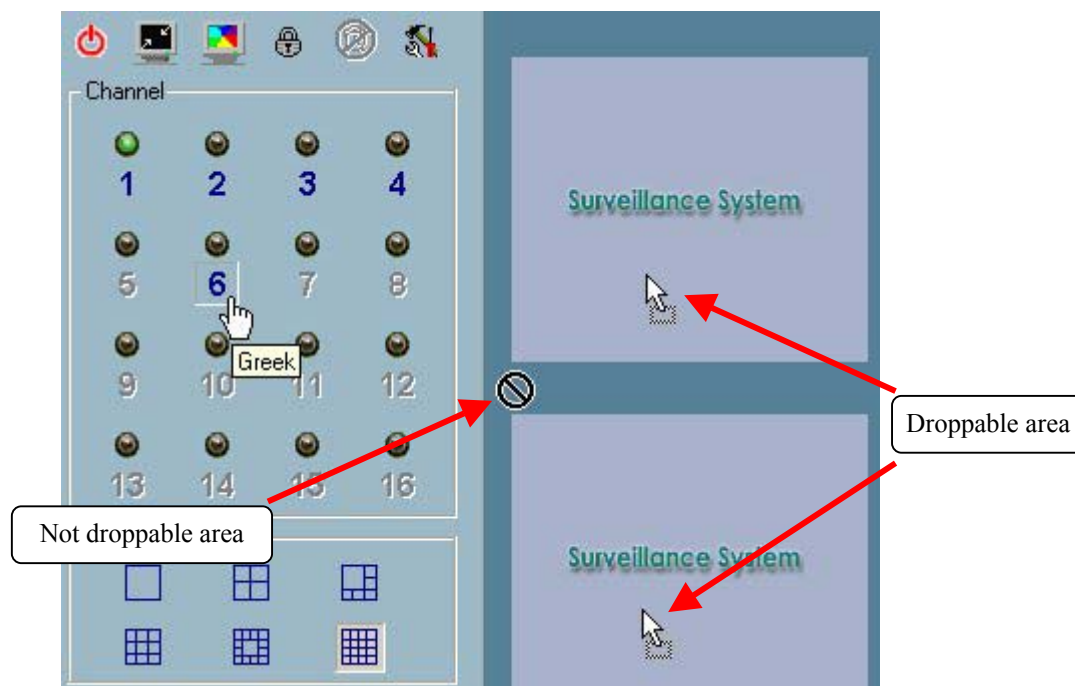 Channel
1 2 3 4
5 6 7 8
Greek
9 10 11 12
13 14 15 16
Not droppable area
Surveillance System
Droppable area
Surveillance System